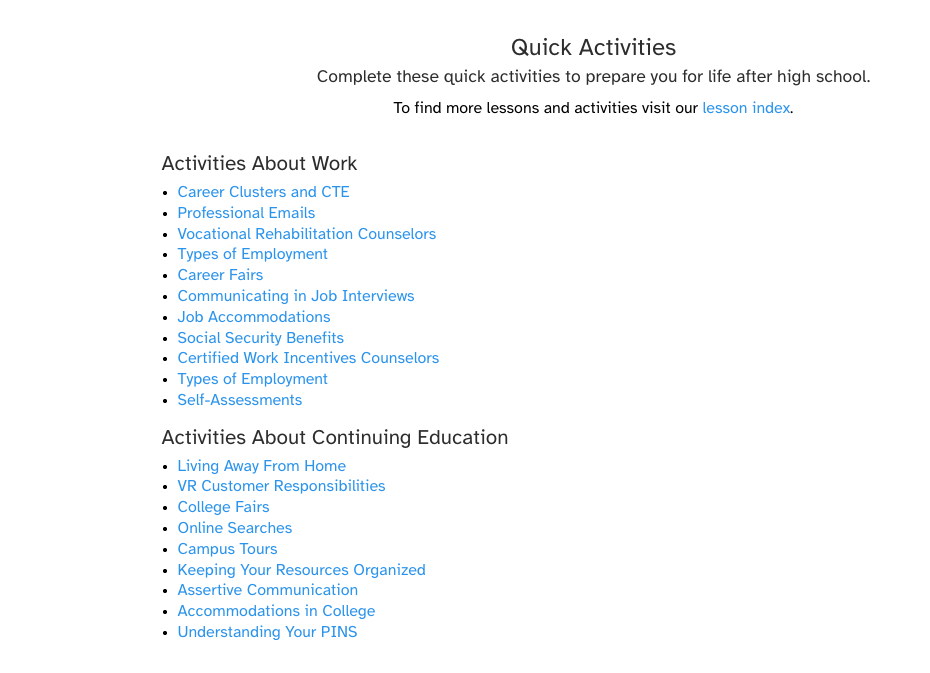 Quick Activities
Complete these quick activities to prepare you for life after high school.
To find more lessons and activities visit our lesson index.
Activities About Work
• Career Clusters and CTE
• Professional Emails
• Vocational Rehabilitation Counselors
• Types of Employment
• Career Fairs
• Communicating in Job Interviews
• Job Accommodations
• Social Security Benefits
• Certified Work Incentives Counselors
• Types of Employment
• Self-Assessments
Activities About Continuing Education
• Living Away From Home
• VR Customer Responsibilities
• College Fairs
• Online Searches
• Campus Tours
• Keeping Your Resources Organized
• Assertive Communication
• Accommodations in College
• Understanding Your PINS